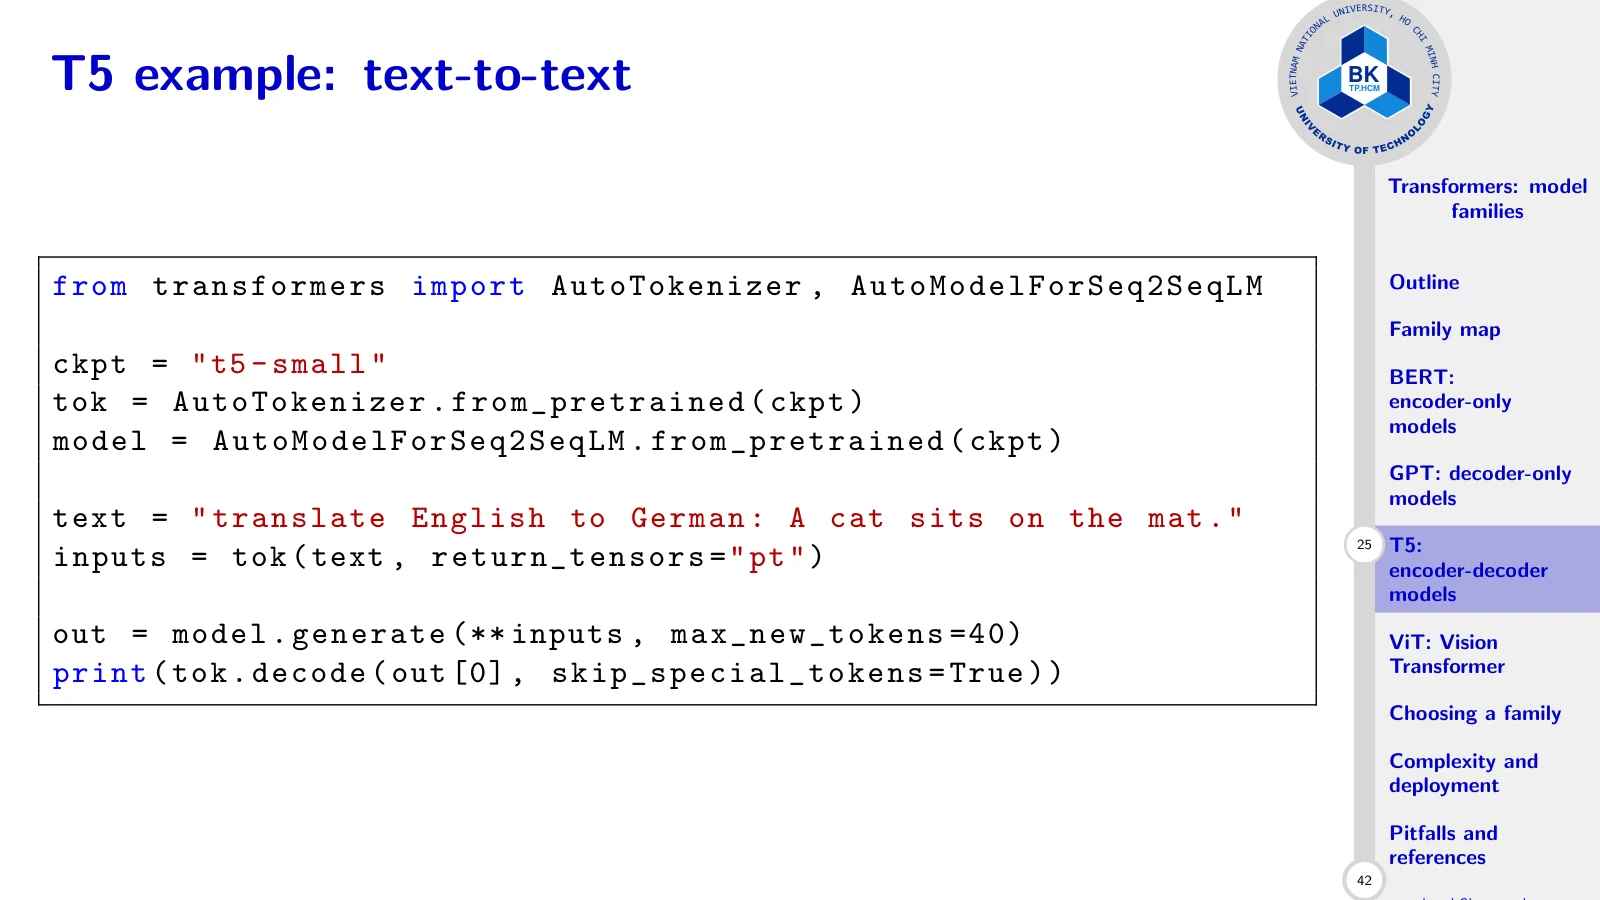 T5 example: text-to-text
from transformers import AutoTokenizer, AutoModelForSeq2SeqLM
ckpt = "t5-small"
tok = AutoTokenizer.from_pretrained(ckpt)
model = AutoModelForSeq2SeqLM.from_pretrained(ckpt)
text = "translate English to German: A cat sits on the mat."
inputs = tok(text, return_tensors="pt")
out = model.generate(**inputs, max_new_tokens=40)
print(tok.decode(out[0], skip_special_tokens=True))
VIETNAM NATIONAL UNIVERSITY, HO CHI MINH CITY
BK
TP.HCM
UNIVERSITY OF TECHNOLOGY
Transformers: model
families
Outline
Family map
BERT:
encoder-only
models
GPT: decoder-only
models
25
T5:
encoder-decoder
models
ViT: Vision
Transformer
Choosing a family
Complexity and
deployment
Pitfalls and
references
42